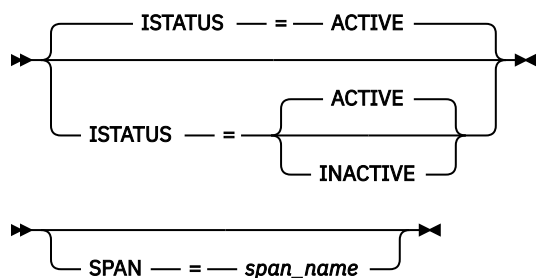 ISTATUS = ACTIVE
ACTIVE
ISTATUS =
INACTIVE
SPAN = span_name